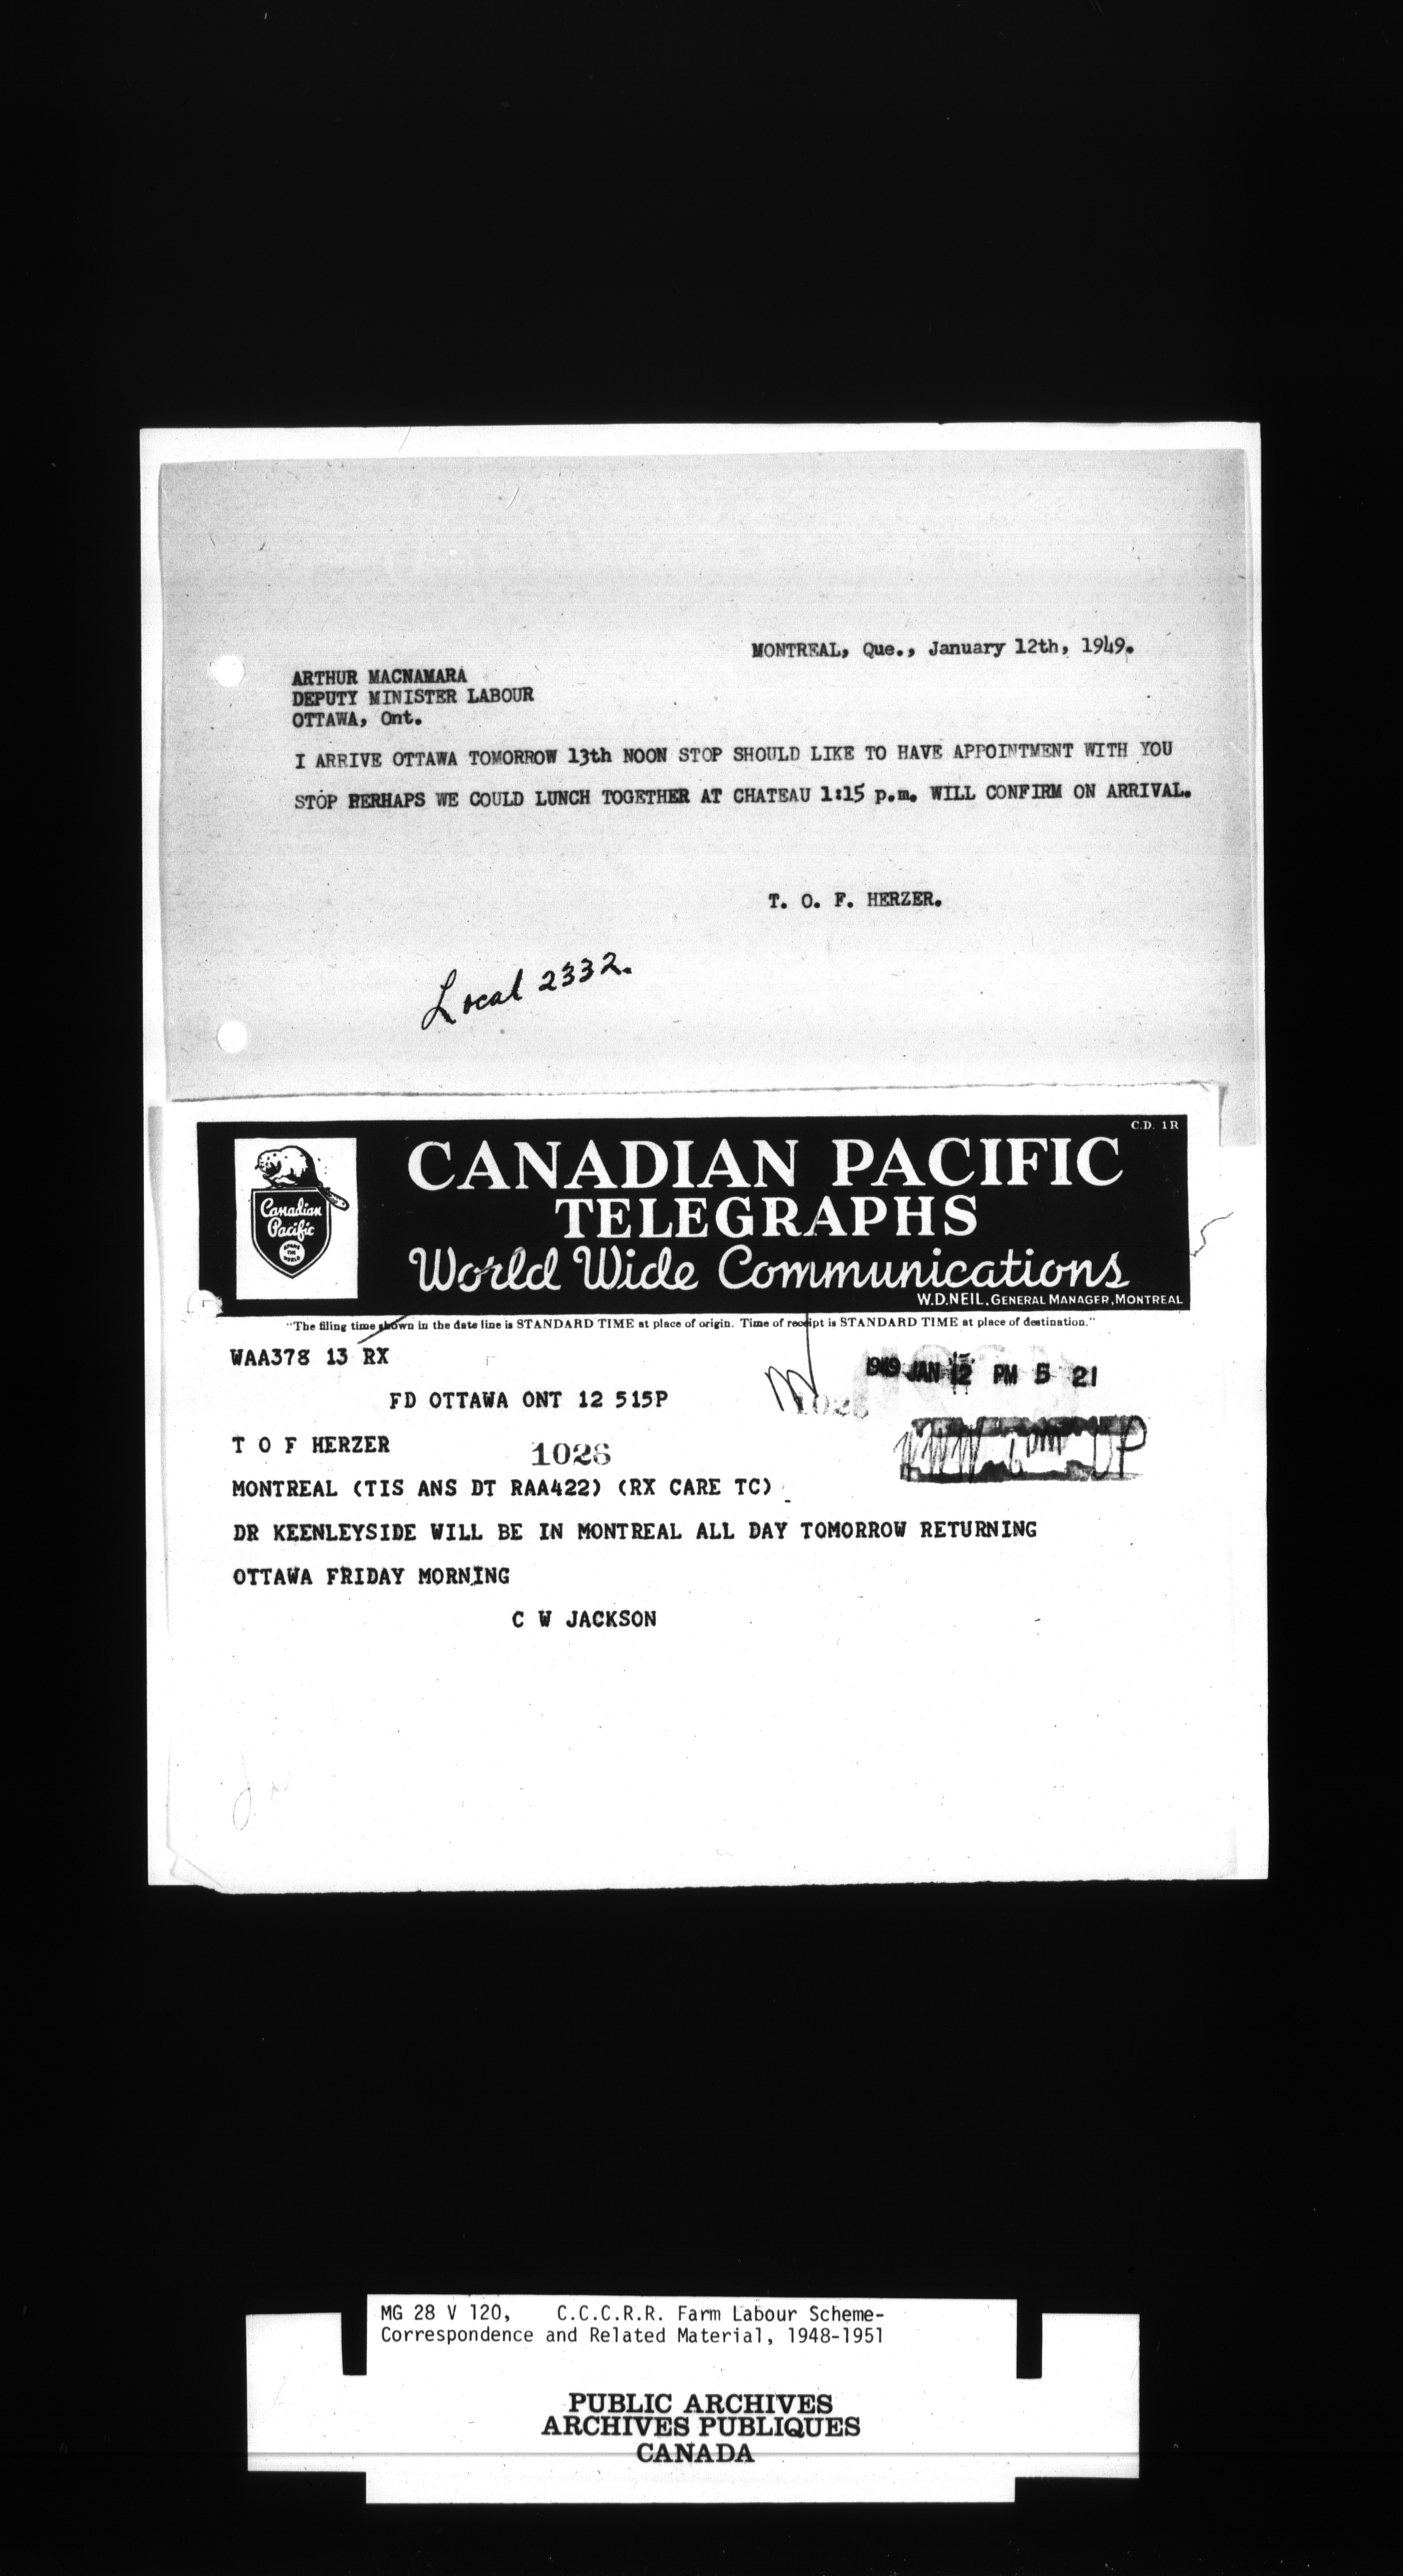 MONTREAL, Que., January 12th, 1949.
ARTHUR MACNAMARA
DEPUTY MINISTER LABOUR
OTTAWA, Ont.
I ARRIVE OTTAWA TOMORROW 13th NOON STOP SHOULD LIKE TO HAVE APPOINTMENT WITH YOU
STOP PERHAPS WE COULD LUNCH TOGETHER AT CHATEAU 1:15 p.m. WILL CONFIRM ON ARRIVAL.
T. O. F. HERZER.
Local 2332.
C.D. 1R
CANADIAN PACIFIC
TELEGRAPHS
World Wide Communications
W.D.NEIL, GENERAL MANAGER, MONTREAL
Canadian
Pacific
SPANS
THE
WORLD
"The filing time shown in the date line is STANDARD TIME at place of origin. Time of receipt is STANDARD TIME at place of destination."
WAA378 13 RX
1949 JAN 12 PM 5 21
FD OTTAWA ONT 12 515P
T O F HERZER
1026
MONTREAL (TIS ANS DT RAA422) (RX CARE TC)
DR KEENLEYSIDE WILL BE IN MONTREAL ALL DAY TOMORROW RETURNING
OTTAWA FRIDAY MORNING
C W JACKSON
MG 28 V 120, C.C.C.R.R. Farm Labour Scheme-
Correspondence and Related Material, 1948-1951
PUBLIC ARCHIVES
ARCHIVES PUBLIQUES
CANADA